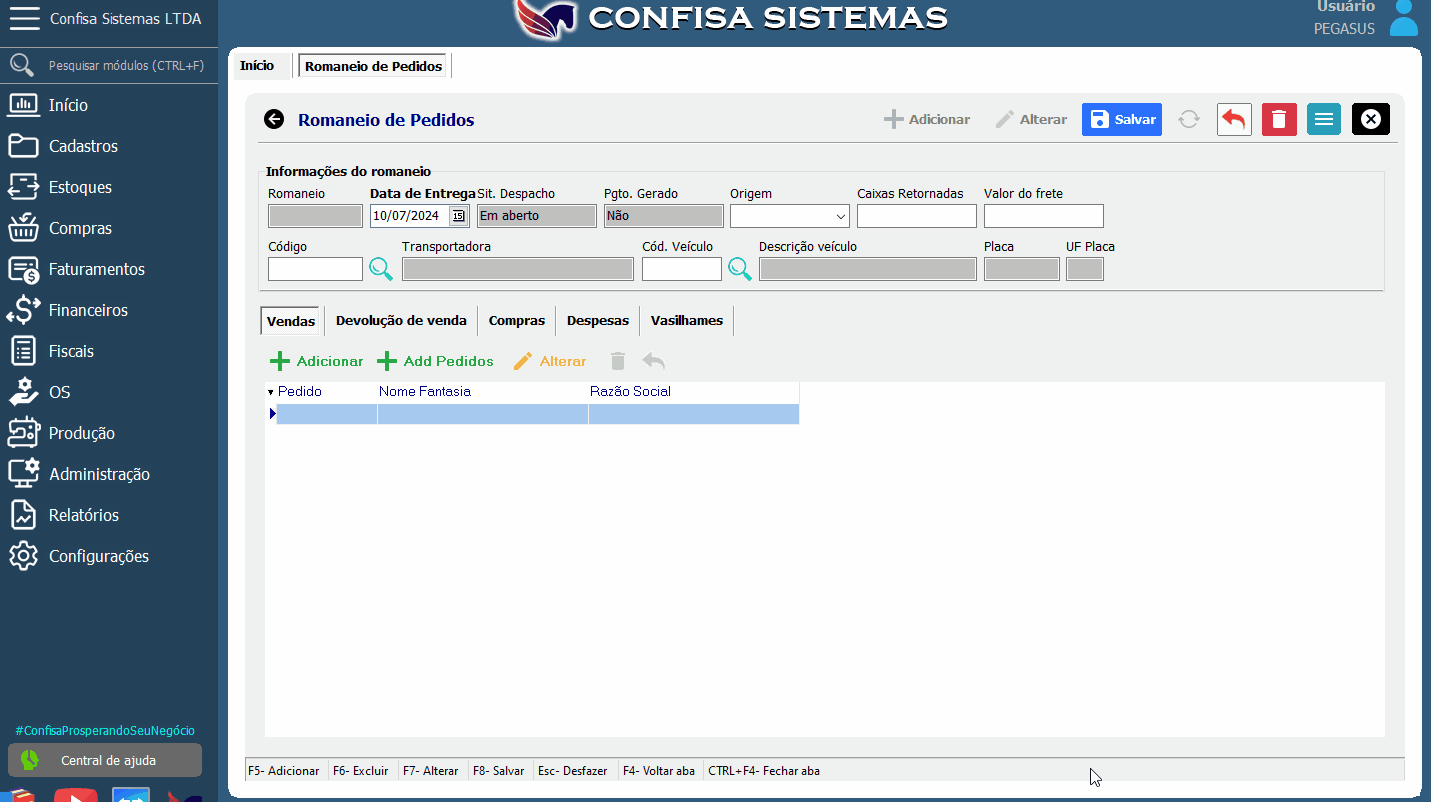 Confisa Sistemas LTDA
CONFISA SISTEMAS
Usuário
PEGASUS
Pesquisar módulos (CTRL+F)
Início
Cadastros
Estoques
Compras
Faturamentos
Financeiros
Fiscais
OS
Produção
Administração
Relatórios
Configurações
#ConfisaProsperandoSeuNegócio
Central de ajuda
Início Romaneio de Pedidos
Romaneio de Pedidos Adicionar Alterar Salvar
Informações do romaneio
Romaneio Data de Entrega Sit. Despacho Pgto. Gerado Origem Caixas Retornadas Valor do frete
10/07/2024 15 Em aberto Não
Código Transportadora Cód. Veículo Descrição veículo Placa UF Placa
Vendas Devolução de venda Compras Despesas Vasilhames
Adicionar Add Pedidos Alterar
Pedido Nome Fantasia Razão Social
F5- Adicionar F6- Excluir F7- Alterar F8- Salvar Esc- Desfazer F4- Voltar aba CTRL+F4- Fechar aba